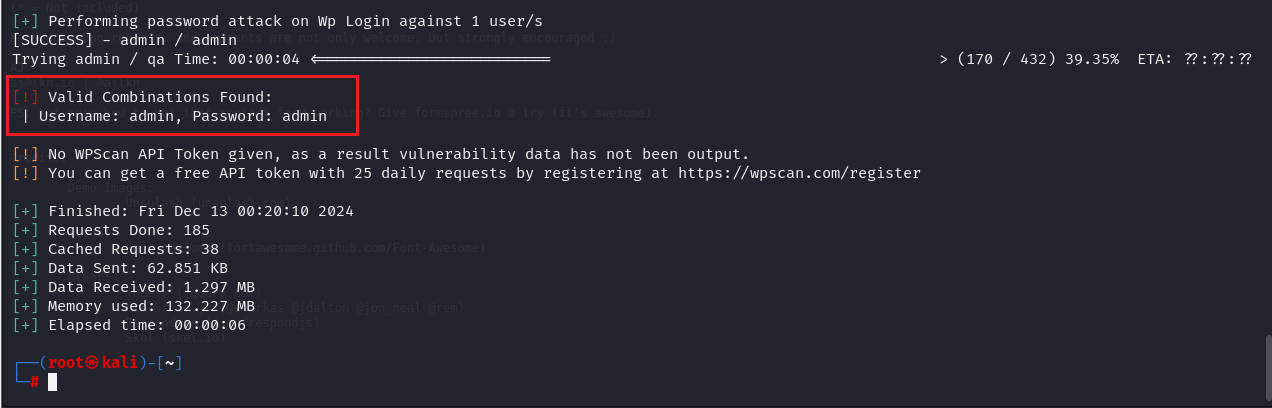 (* = Not included)
[+] Performing password attack on Wp Login against 1 user/s
[SUCCESS] - admin / admin
Trying admin / qa Time: 00:00:04 <========================== > (170 / 432) 39.35% ETA: ??:??:??
[!] Valid Combinations Found:
| Username: admin, Password: admin
[!] No WPScan API Token given, as a result vulnerability data has not been output.
[!] You can get a free API token with 25 daily requests by registering at https://wpscan.com/register
Demo Images:
[+] Finished: Fri Dec 13 00:20:10 2024
[+] Requests Done: 185
[+] Cached Requests: 38
[+] Data Sent: 62.851 KB
[+] Data Received: 1.297 MB
[+] Memory used: 132.227 MB
[+] Elapsed time: 00:00:06
┌──(root㉿kali)-[~]
└─#